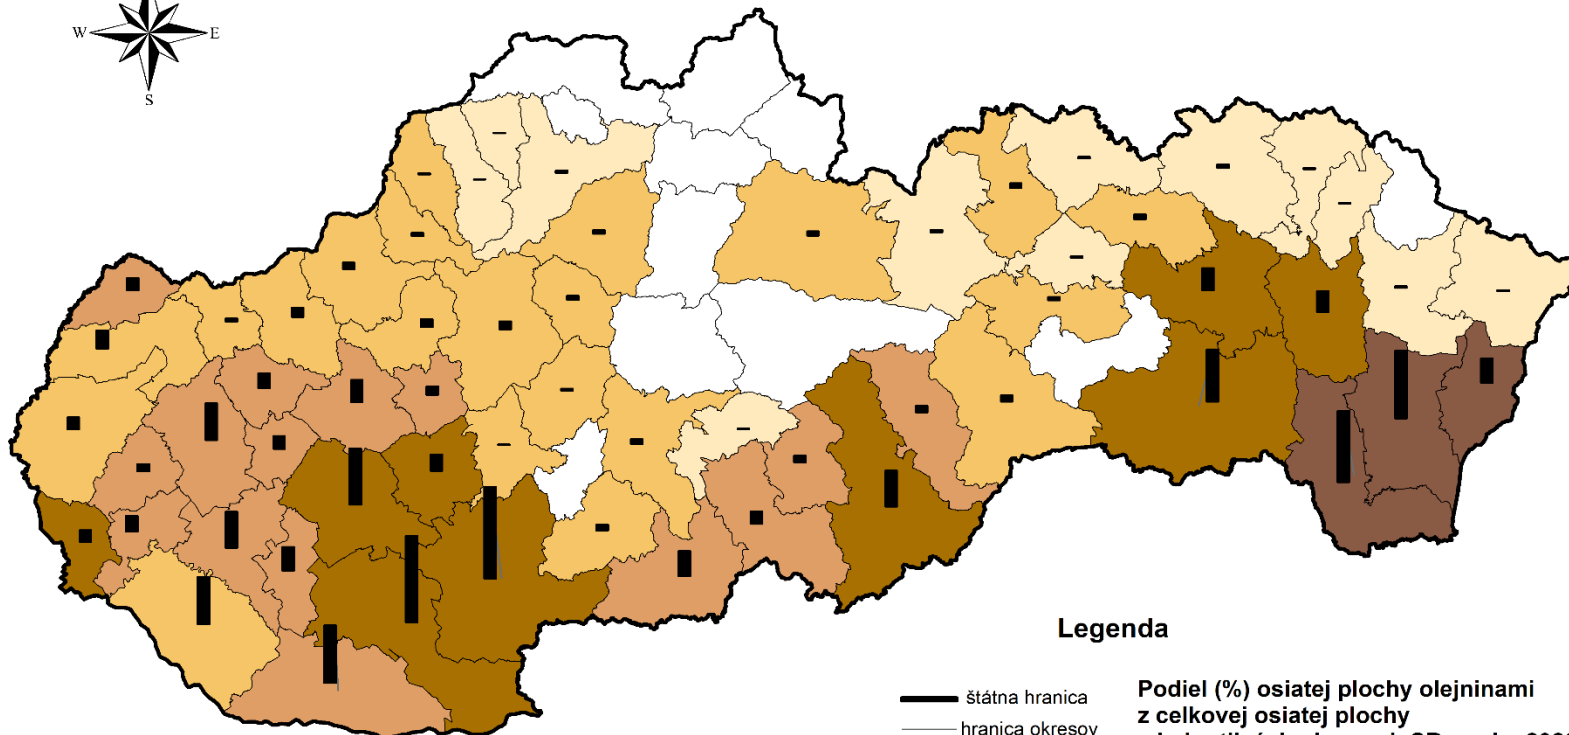 W E
S
Legenda
štátna hranica
hranica okresov
Podiel (%) osiatej plochy olejninami
z celkovej osiatej plochy